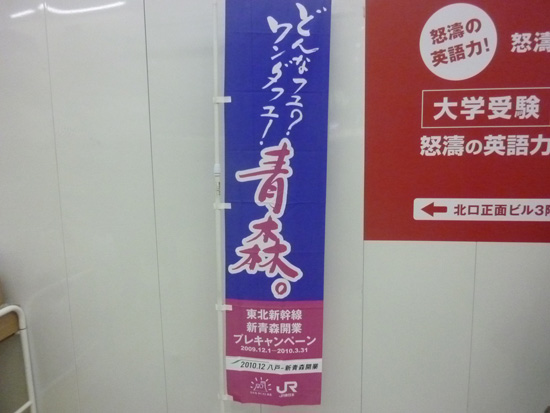 どんなフユ?
ワンダフユ!
青森。
東北新幹線
新青森開業
プレキャンペーン
2009.12.1-2010.3.31
2010.12 八戸-新青森開業
JR
怒濤の
英語力!
怒濤
大学受験
怒濤の英語力
北口正面ビル3階